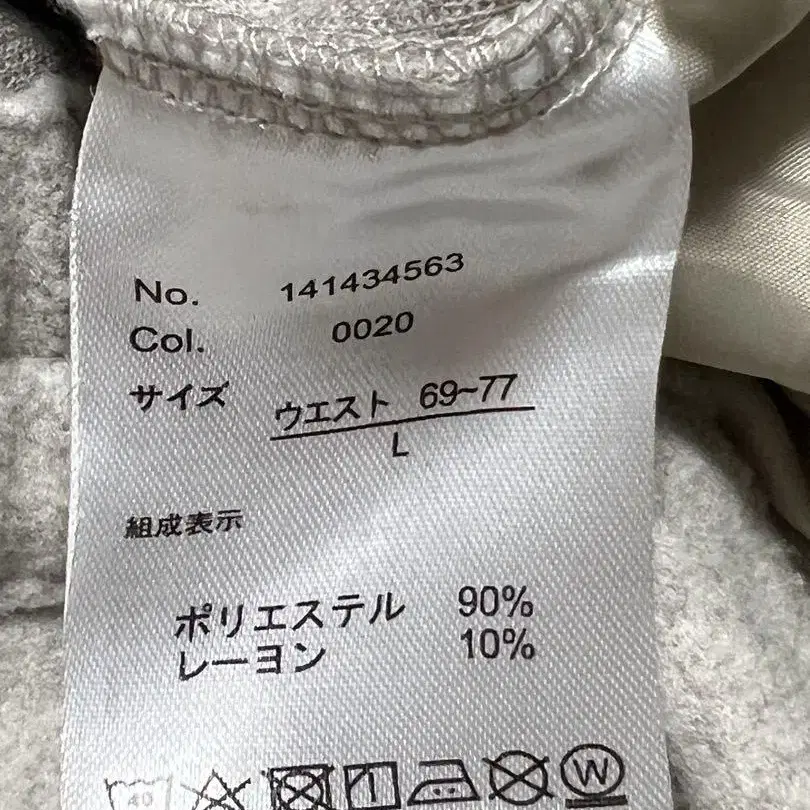 No. 141434563
Col. 0020
サイズ ウエスト 69~77
L
組成表示
ポリエステル 90%
レーヨン 10%
40 W